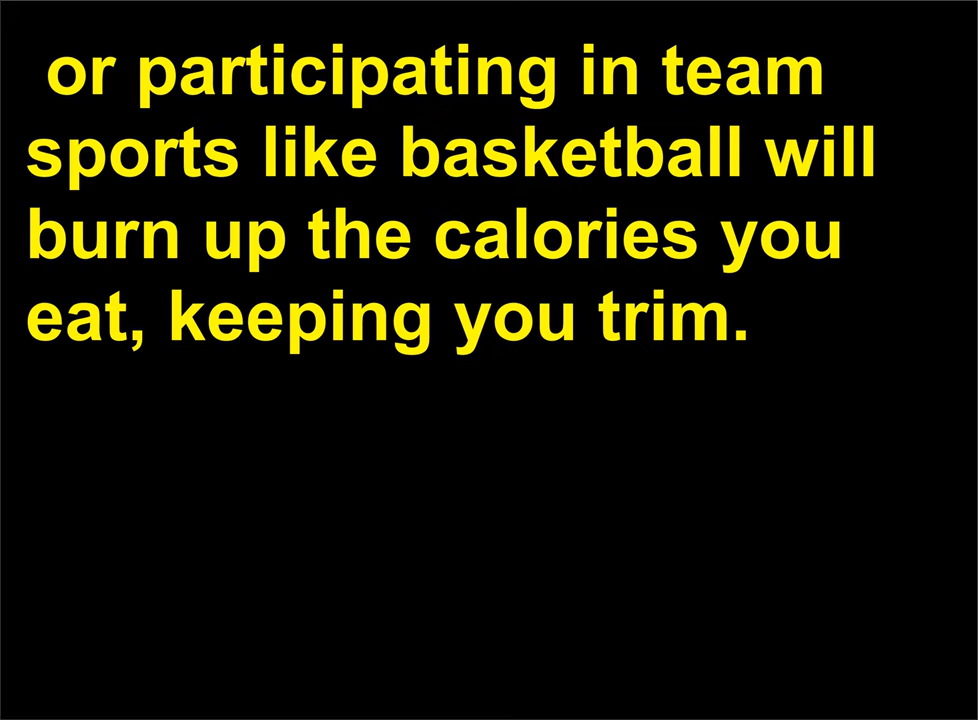 or participating in team
sports like basketball will
burn up the calories you
eat, keeping you trim.